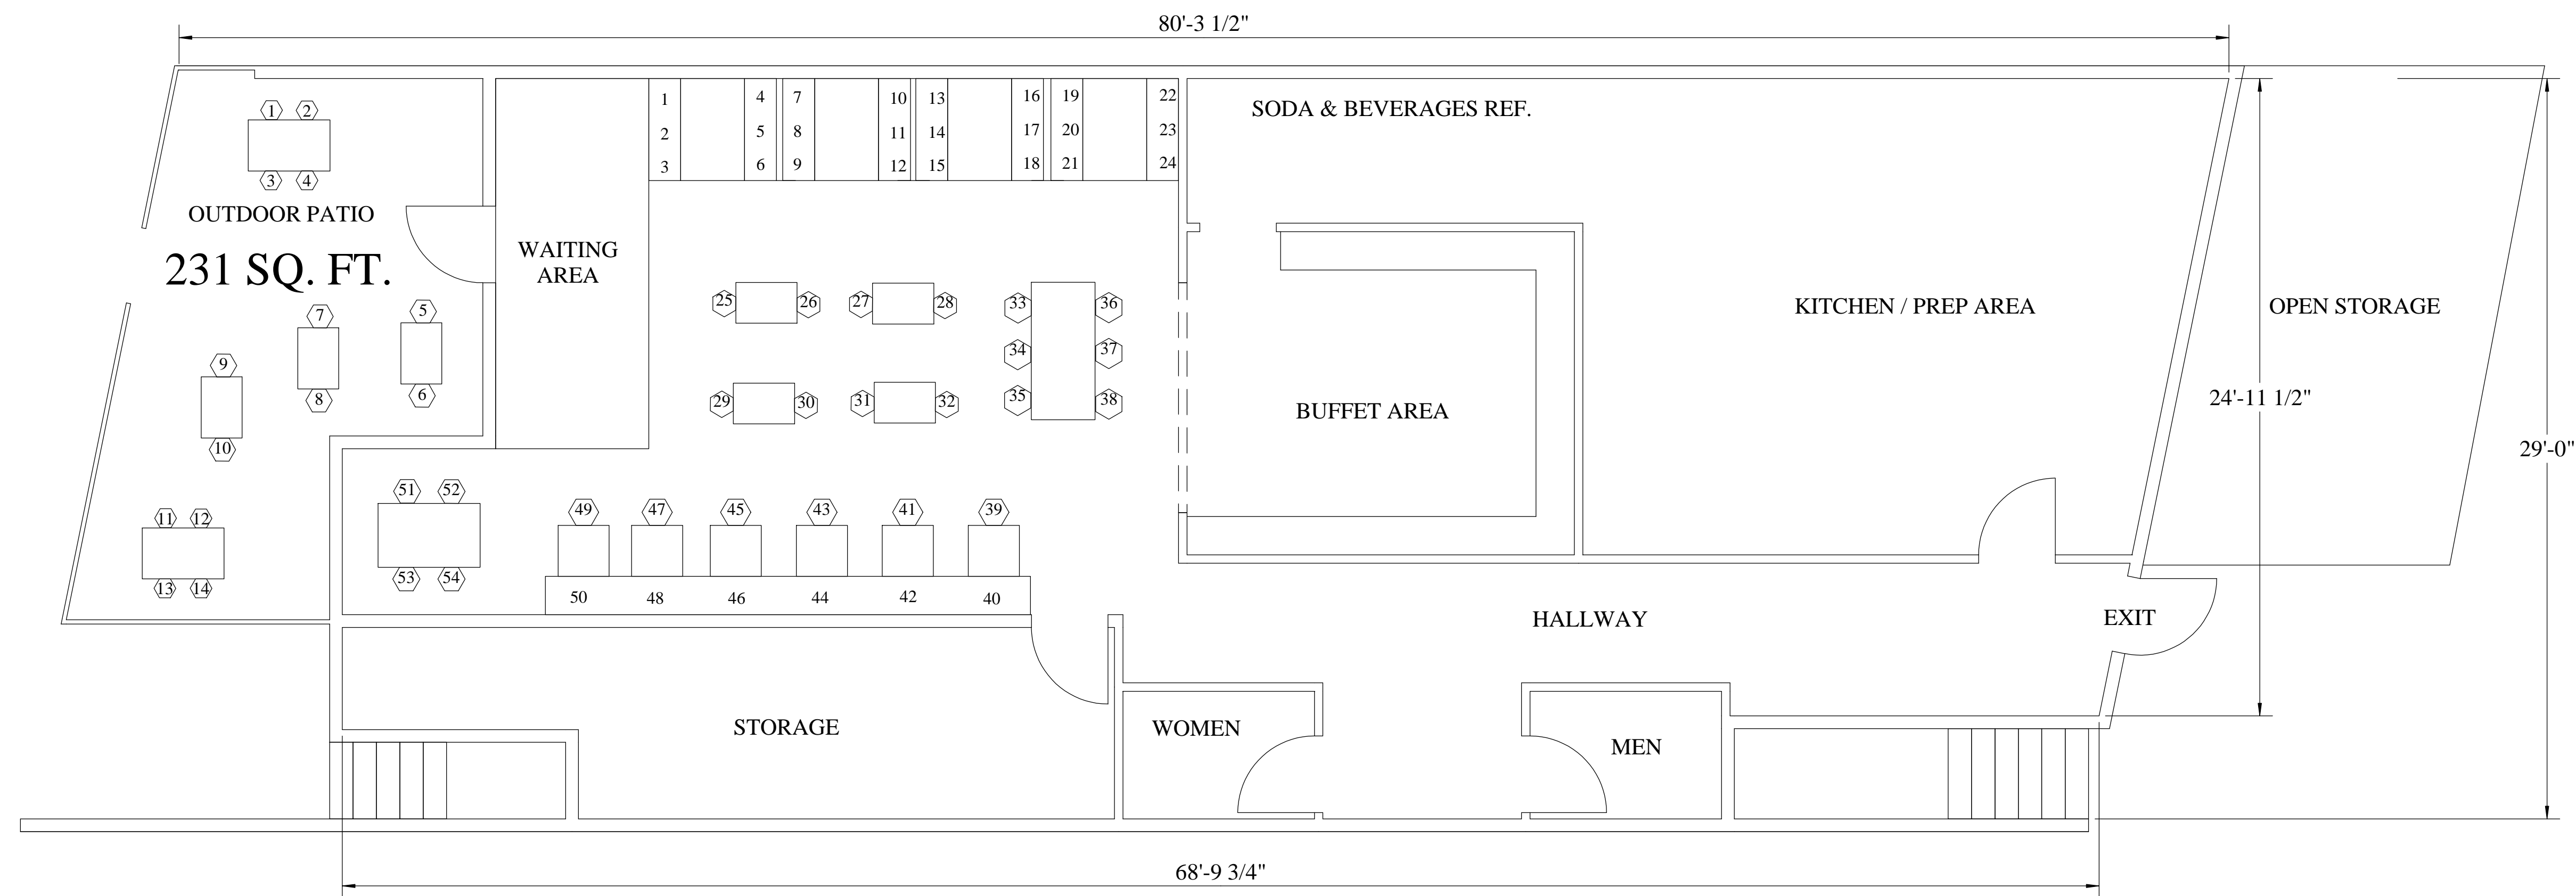 80'-3 1/2"
1 2
3 4
OUTDOOR PATIO
231 SQ. FT.
7
8
5
6
9
10
11 12
13 14
WAITING
AREA
1 4 7 10 13 16 19 22
2 5 8 11 14 17 20 23
3 6 9 12 15 18 21 24
SODA & BEVERAGES REF.
25 26 27 28
29 30 31 32
33 36
34 37
35 38
BUFFET AREA
KITCHEN / PREP AREA
OPEN STORAGE
24'-11 1/2"
29'-0"
51 52
53 54
49 47 45 43 41 39
50 48 46 44 42 40
HALLWAY
EXIT
STORAGE
WOMEN
MEN
68'-9 3/4"